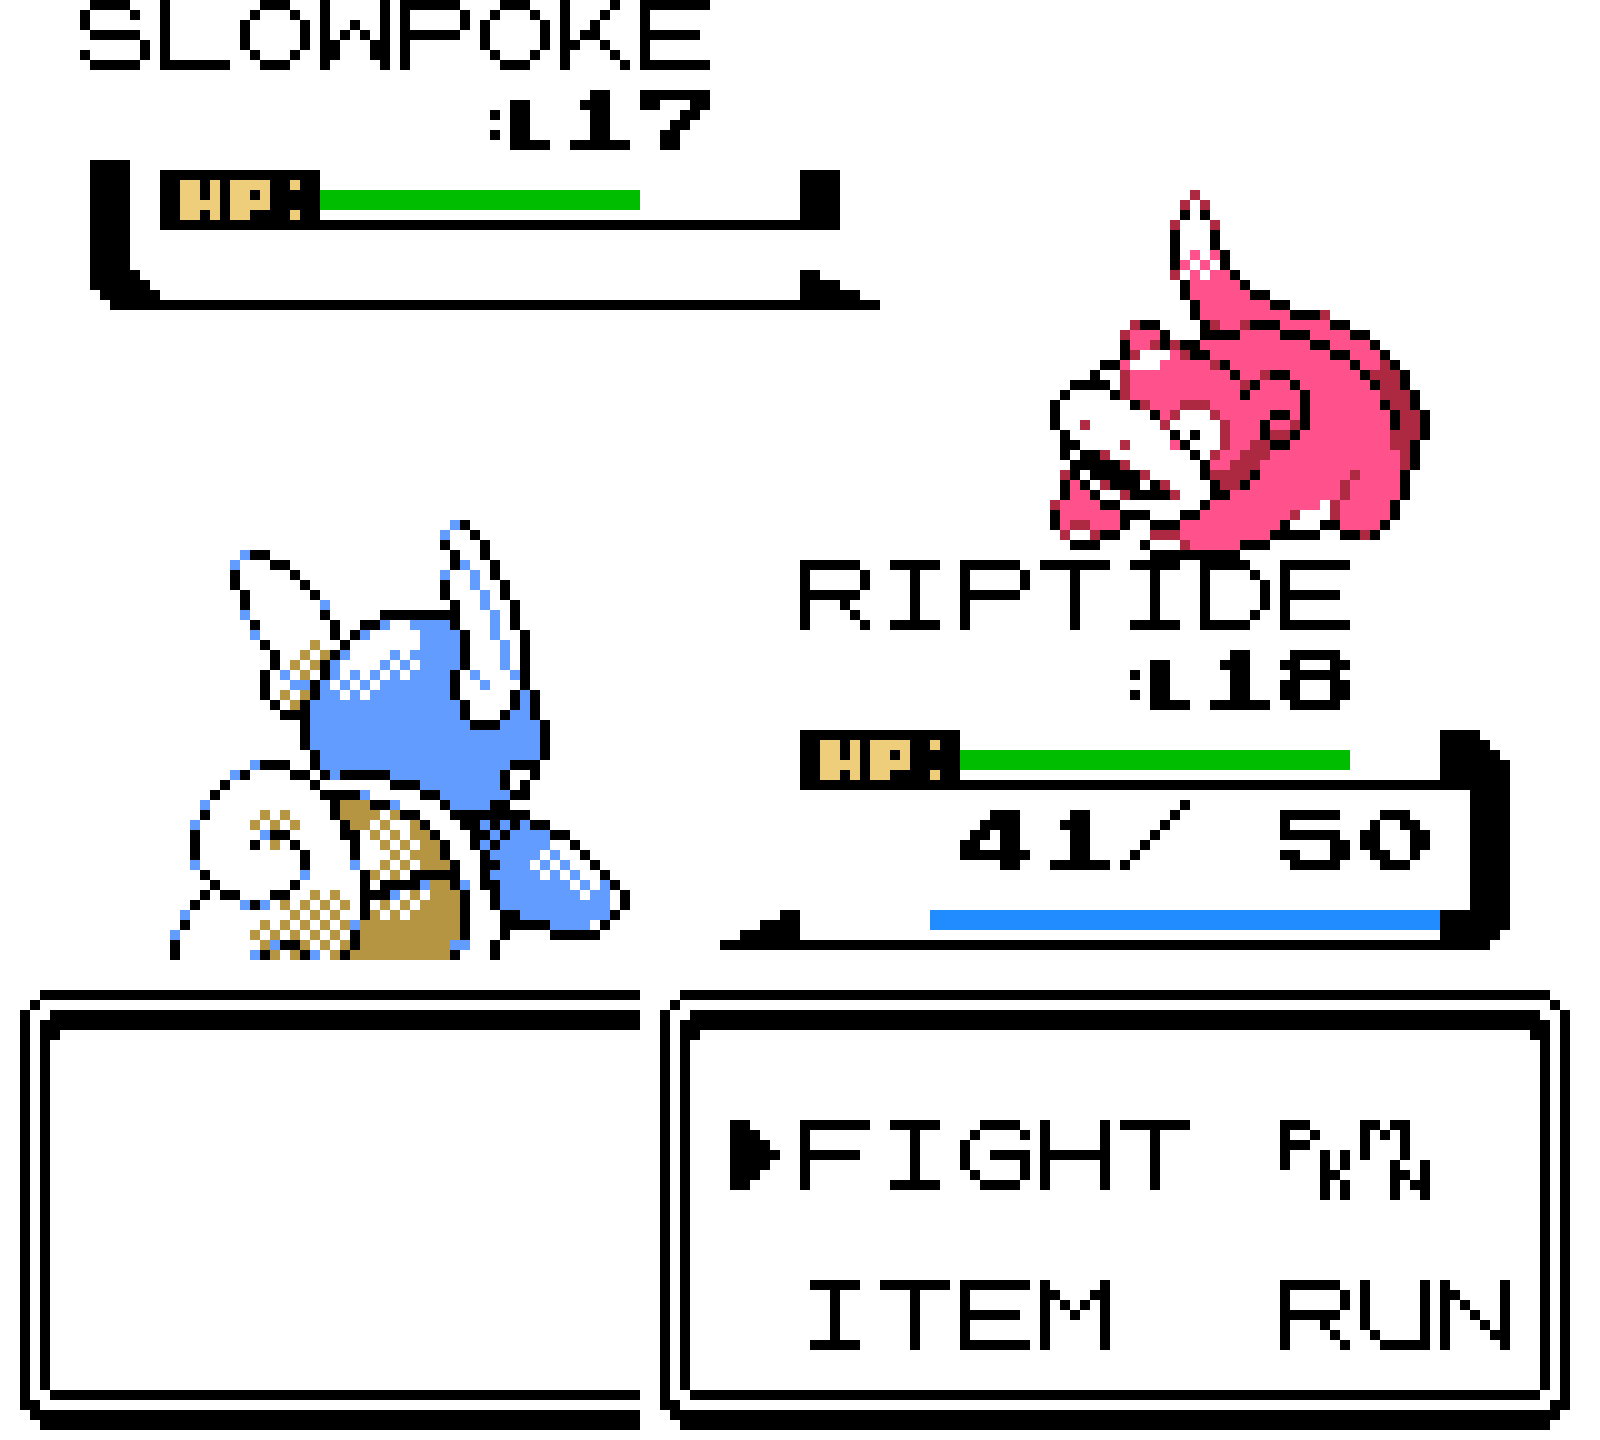 SLOWPOKE
:L17
HP:
RIPTIDE
:L18
HP:
41/ 50
▶FIGHT PKMN
ITEM RUN